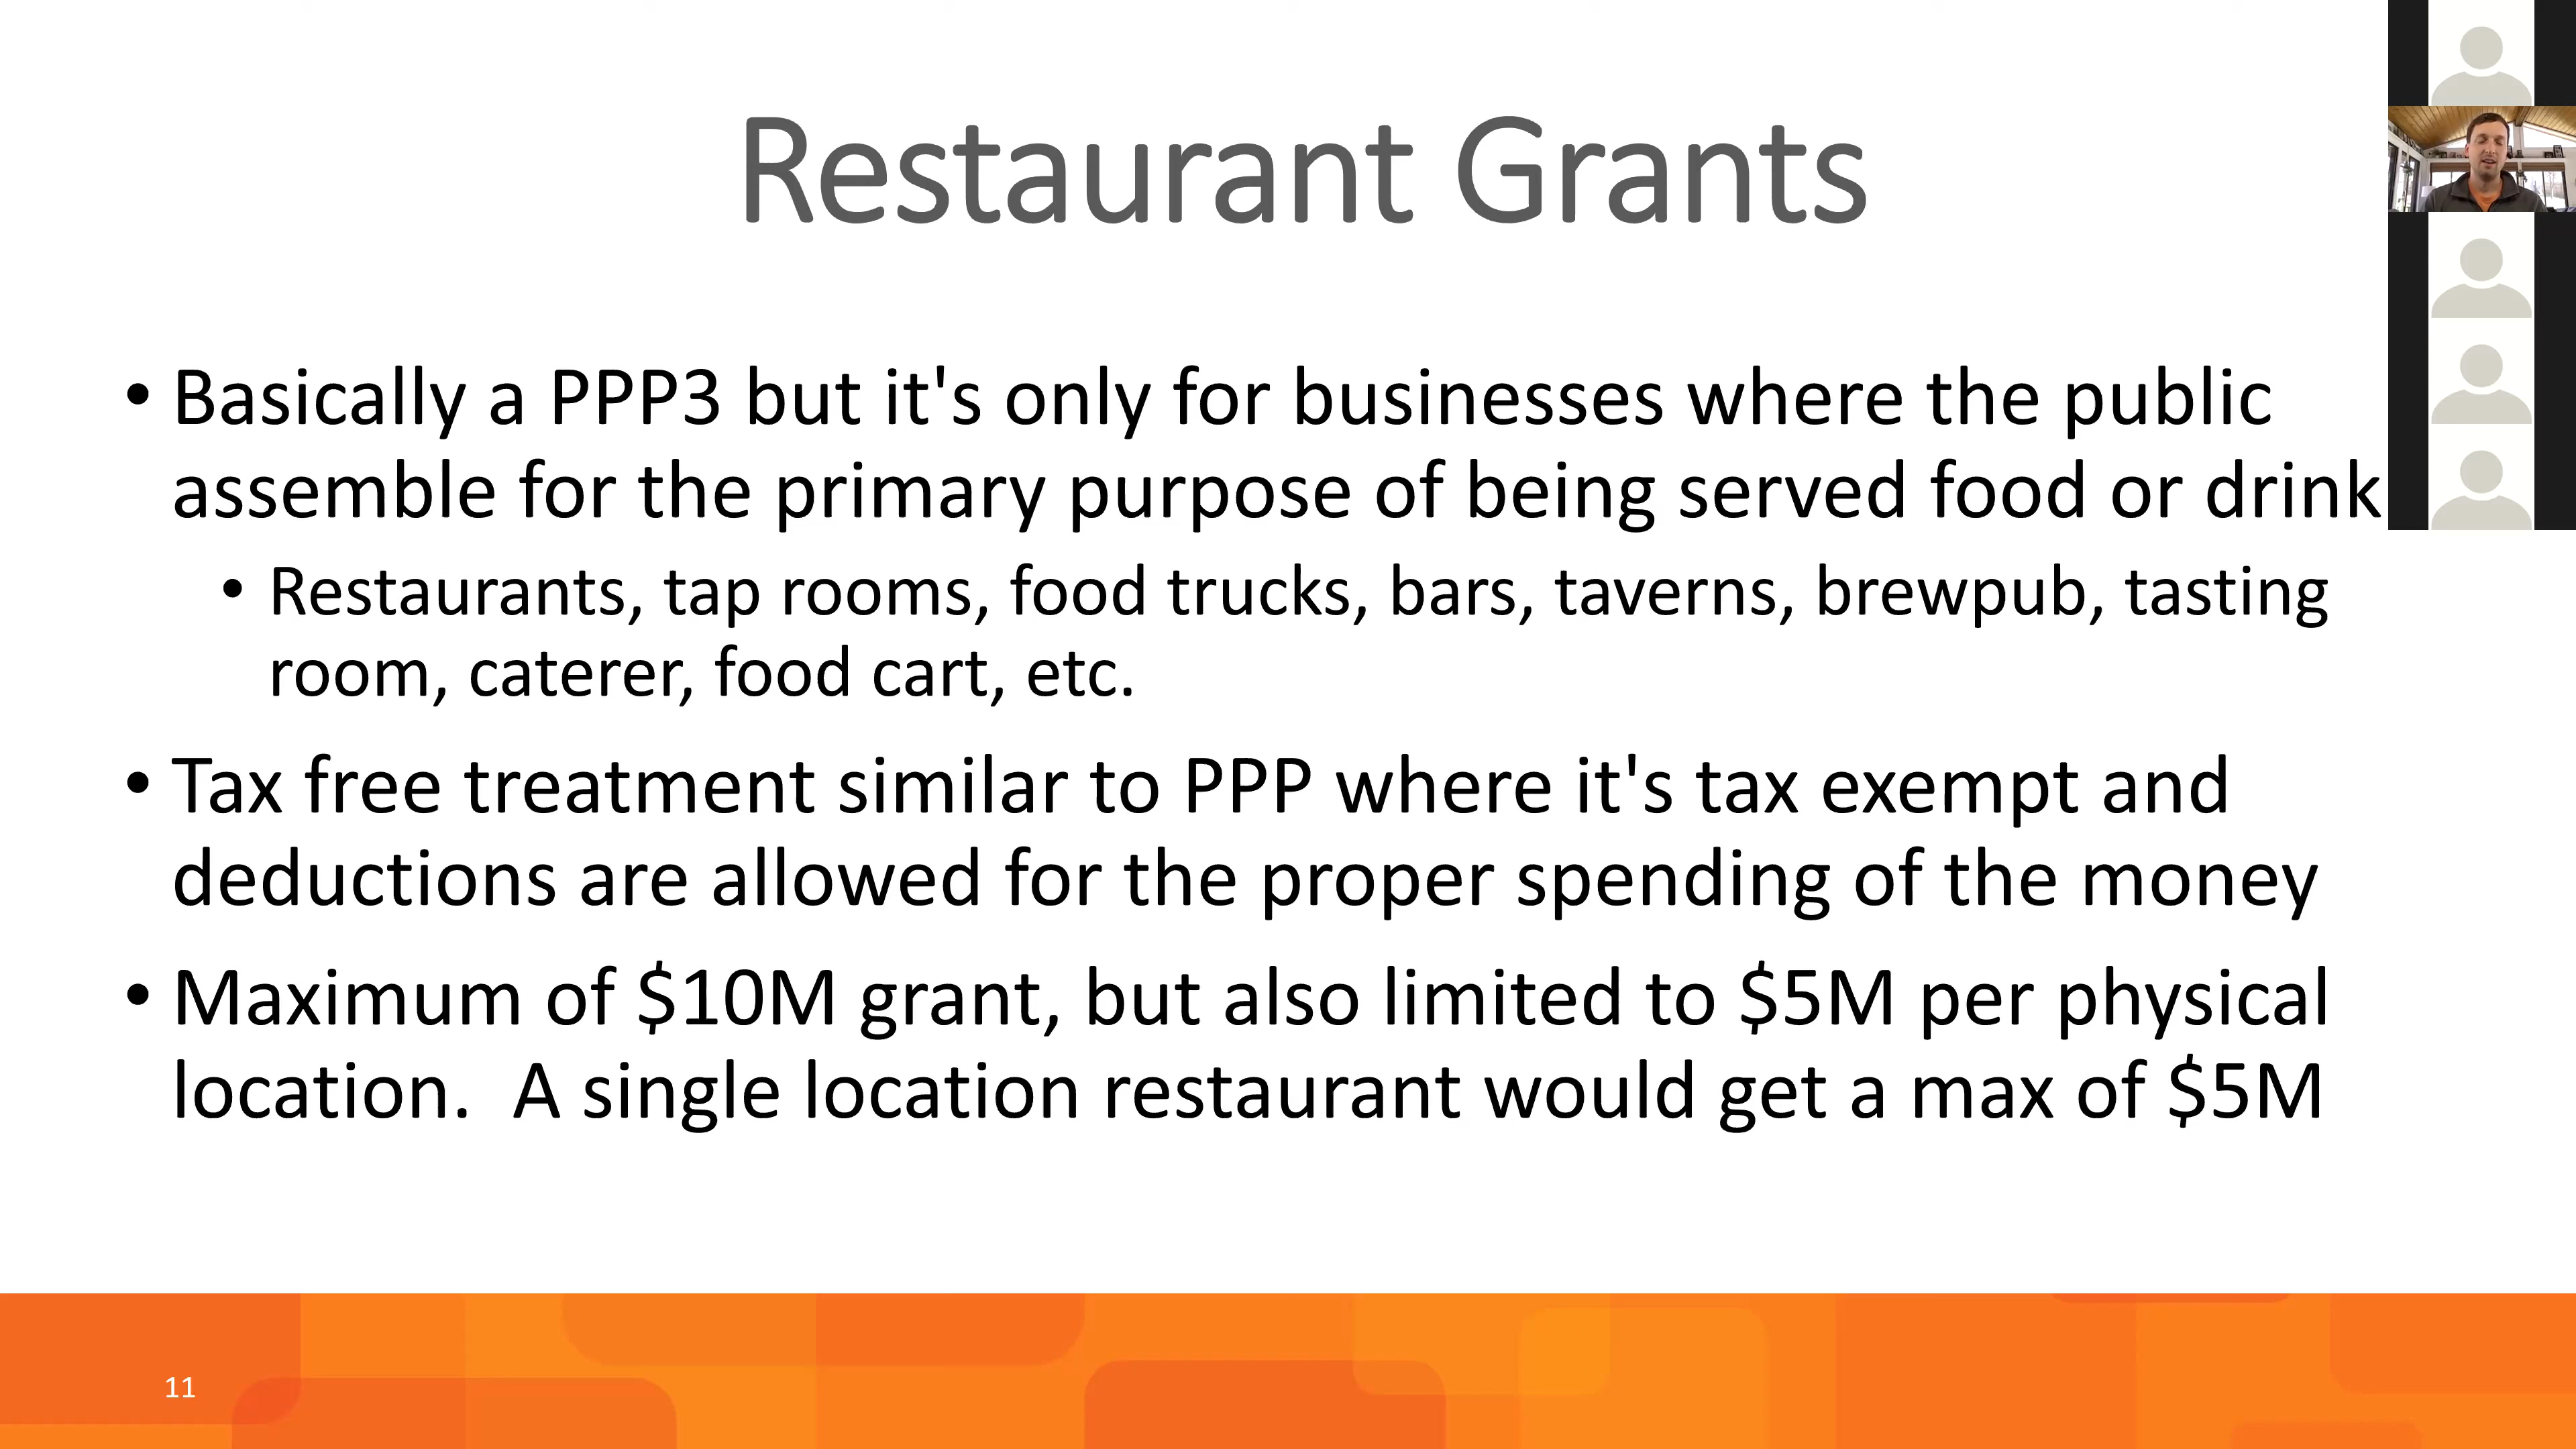 Restaurant Grants
• Basically a PPP3 but it's only for businesses where the public
assemble for the primary purpose of being served food or drink
• Restaurants, tap rooms, food trucks, bars, taverns, brewpub, tasting
room, caterer, food cart, etc.
• Tax free treatment similar to PPP where it's tax exempt and
deductions are allowed for the proper spending of the money
• Maximum of $10M grant, but also limited to $5M per physical
location.  A single location restaurant would get a max of $5M
11